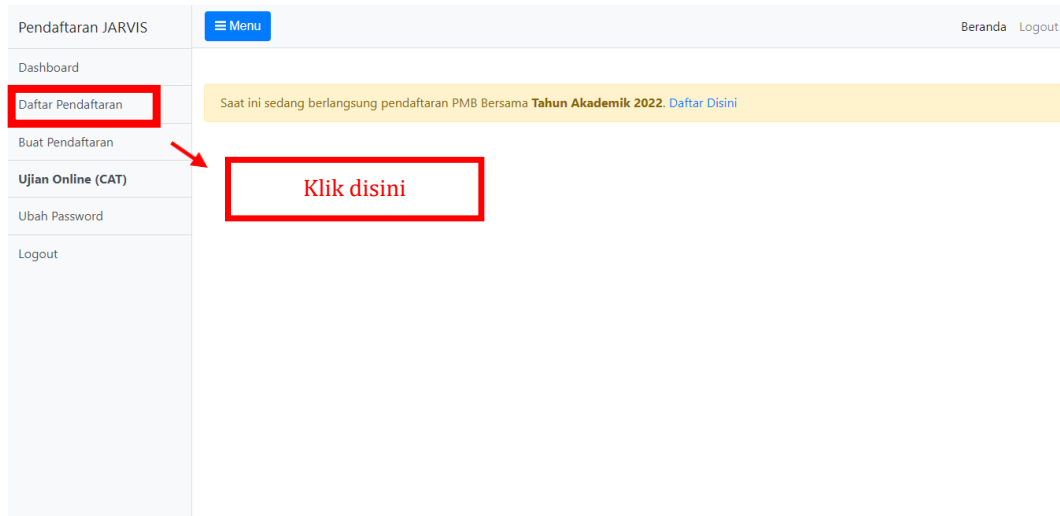 Pendaftaran JARVIS
Menu
Beranda Logout
Dashboard
Daftar Pendaftaran
Saat ini sedang berlangsung pendaftaran PMB Bersama Tahun Akademik 2022. Daftar Disini
Buat Pendaftaran
Klik disini
Ujian Online (CAT)
Ubah Password
Logout